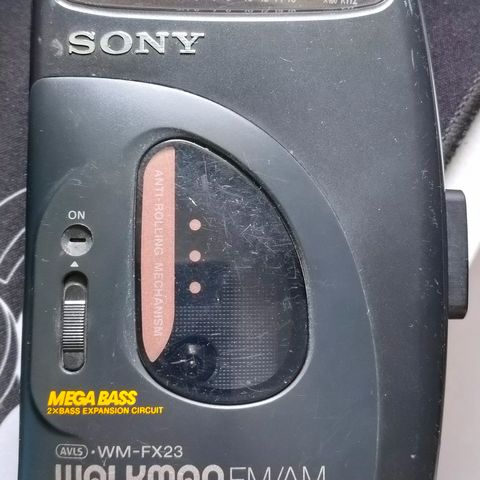 SONY
ON
ANTI-ROLLING MECHANISM
MEGA BASS
2×BASS EXPANSION CIRCUIT
AVLS • WM-FX23
WALKMAN FM/AM